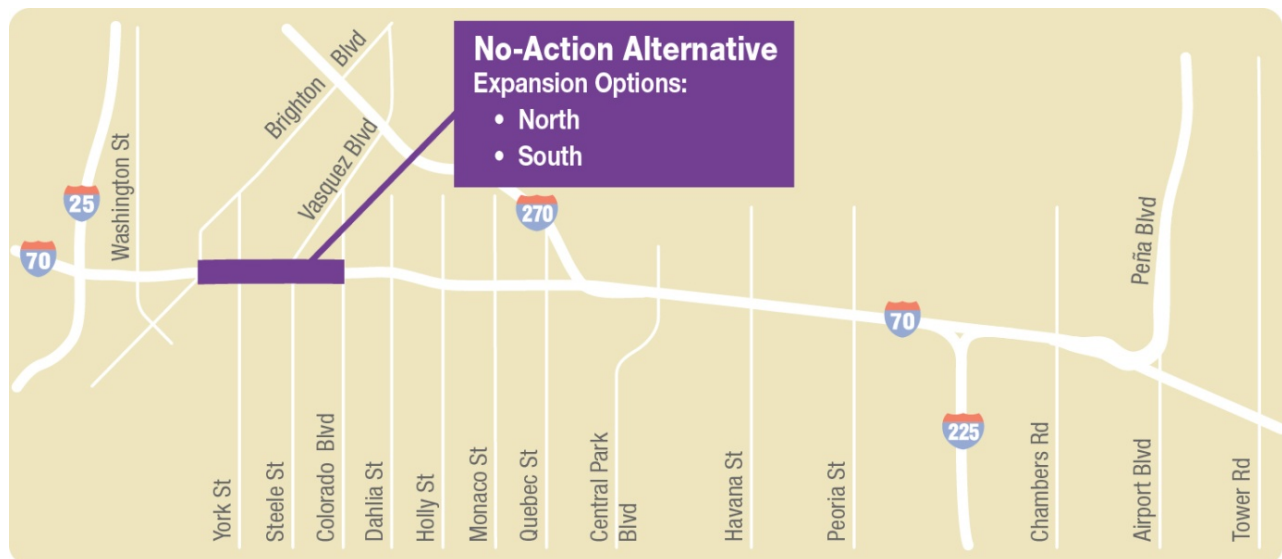 No-Action Alternative
Expansion Options:
• North
• South
Brighton Blvd
Vasquez Blvd
Washington St
25
70
270
70
225
Peña Blvd
York St
Steele St
Colorado Blvd
Dahlia St
Holly St
Monaco St
Quebec St
Central Park
Blvd
Havana St
Peoria St
Chambers Rd
Airport Blvd
Tower Rd